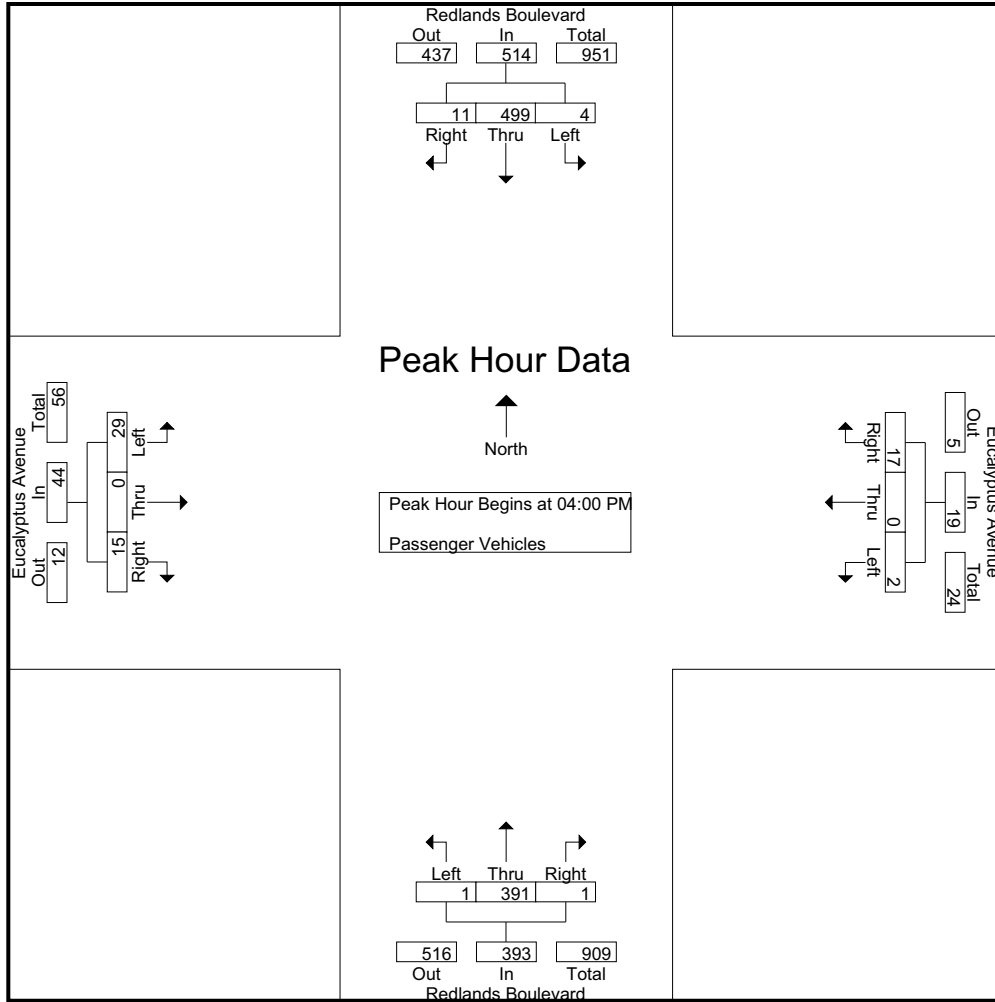 Redlands Boulevard
Out In Total
437 514 951
11 499 4
Right Thru Left
Peak Hour Data
North
Peak Hour Begins at 04:00 PM
Passenger Vehicles
Eucalyptus Avenue
Total In Out
56 44 12
29 0 15
Left Thru Right
Eucalyptus Avenue
Out In Total
5 19 24
17 0 2
Right Thru Left
Left Thru Right
1 391 1
516 393 909
Out In Total
Redlands Boulevard